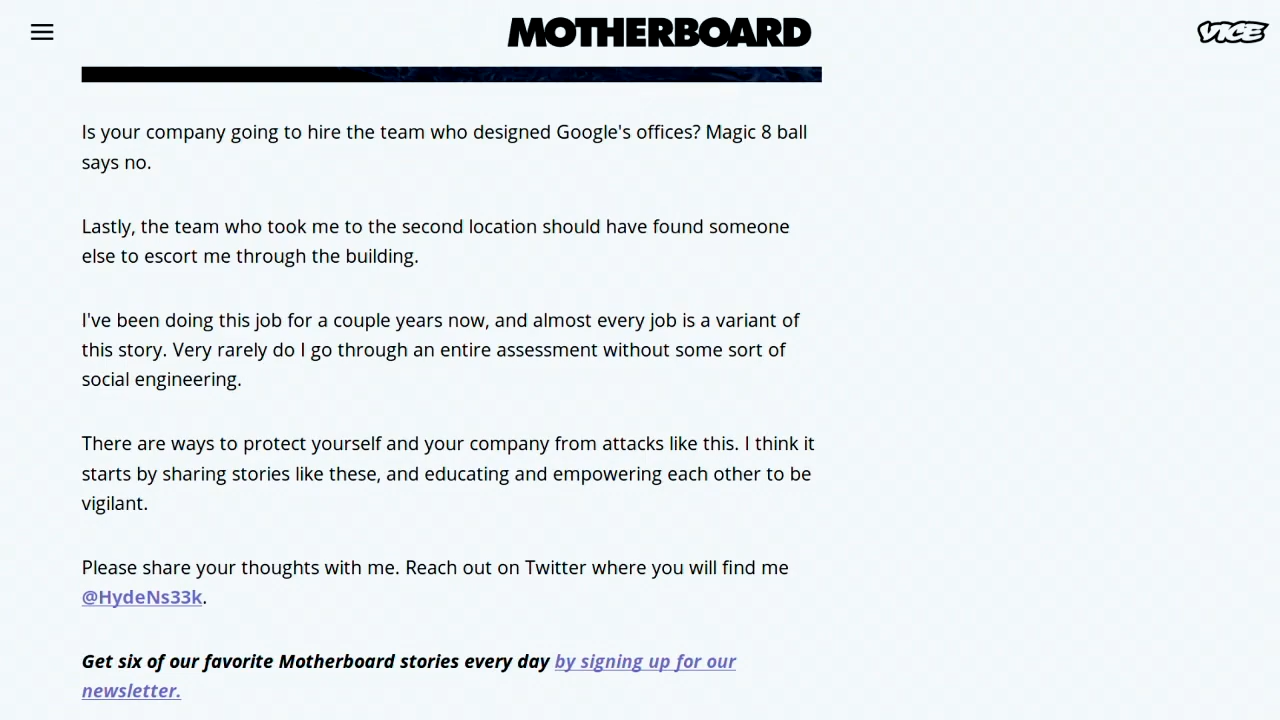 MOTHERBOARD
VICE
Is your company going to hire the team who designed Google's offices? Magic 8 ball
says no.
Lastly, the team who took me to the second location should have found someone
else to escort me through the building.
I've been doing this job for a couple years now, and almost every job is a variant of
this story. Very rarely do I go through an entire assessment without some sort of
social engineering.
There are ways to protect yourself and your company from attacks like this. I think it
starts by sharing stories like these, and educating and empowering each other to be
vigilant.
Please share your thoughts with me. Reach out on Twitter where you will find me
@HydeNs33k.
Get six of our favorite Motherboard stories every day by signing up for our
newsletter.